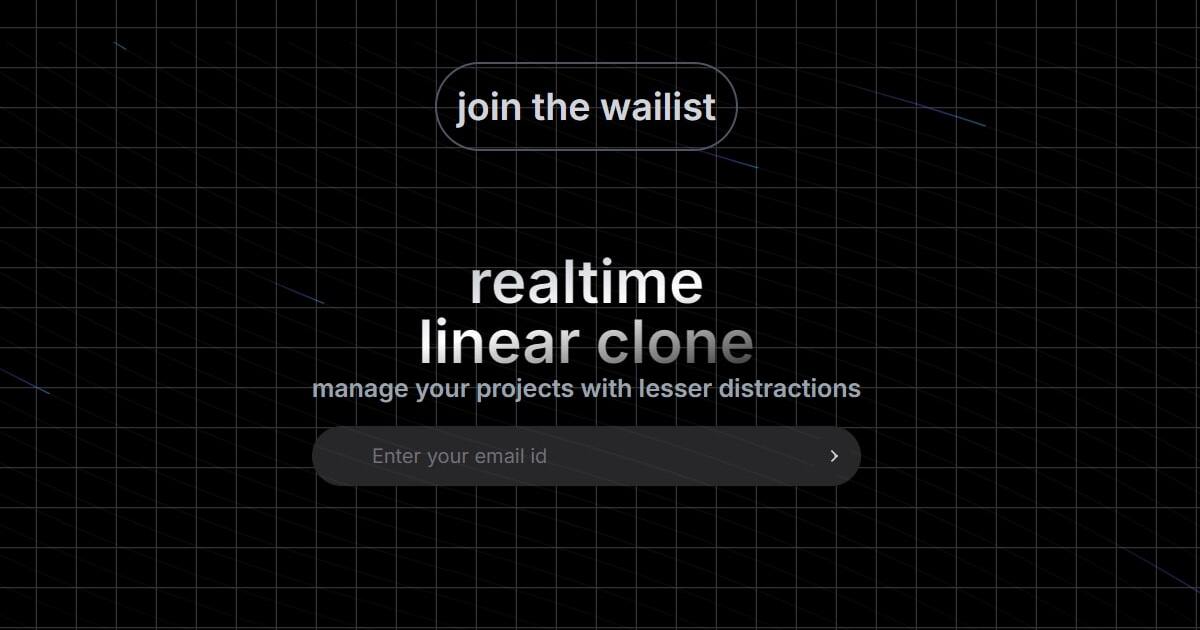 join the wailist
realtime
linear clone
manage your projects with lesser distractions
Enter your email id